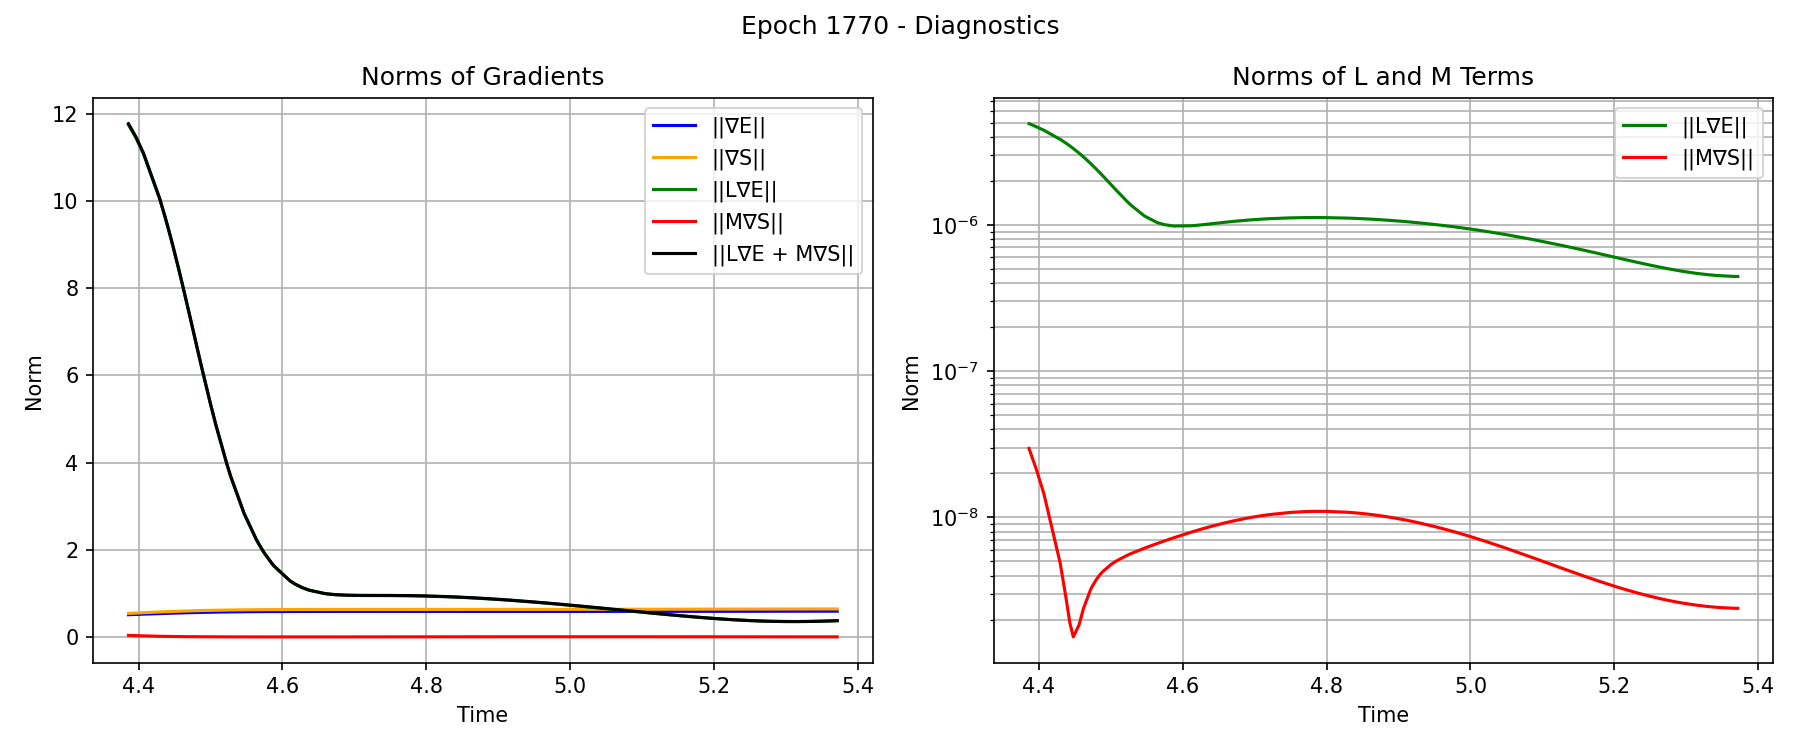 Epoch 1770 - Diagnostics
Norms of Gradients
Norm
12
10
8
6
4
2
0
||∇E||
||∇S||
||L∇E||
||M∇S||
||L∇E + M∇S||
4.4 4.6 4.8 5.0 5.2 5.4
Time
Norms of L and M Terms
Norm
10⁻⁶
10⁻⁷
10⁻⁸
||L∇E||
||M∇S||
4.4 4.6 4.8 5.0 5.2 5.4
Time